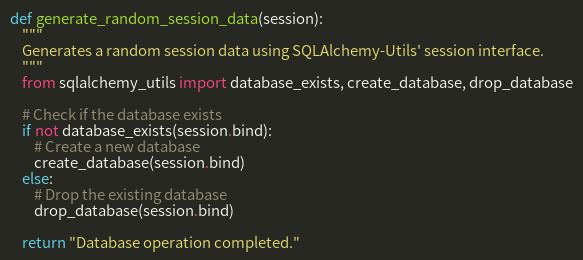 def generate_random_session_data(session):
    """
    Generates a random session data using SQLAlchemy-Utils' session interface.
    """
    from sqlalchemy_utils import database_exists, create_database, drop_database

    # Check if the database exists
    if not database_exists(session.bind):
        # Create a new database
        create_database(session.bind)
    else:
        # Drop the existing database
        drop_database(session.bind)

    return "Database operation completed."